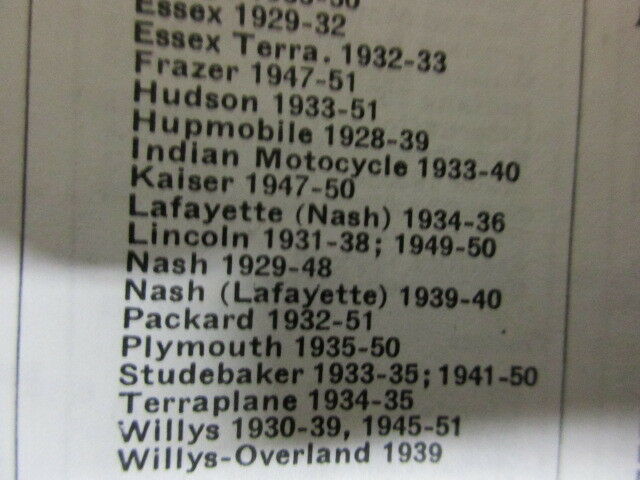 Essex 1929-32
Essex Terra. 1932-33
Frazer 1947-51
Hudson 1933-51
Hupmobile 1928-39
Indian Motocycle 1933-40
Kaiser 1947-50
Lafayette (Nash) 1934-36
Lincoln 1931-38; 1949-50
Nash 1929-48
Nash (Lafayette) 1939-40
Packard 1932-51
Plymouth 1935-50
Studebaker 1933-35; 1941-50
Terraplane 1934-35
Willys 1930-39, 1945-51
Willys-Overland 1939